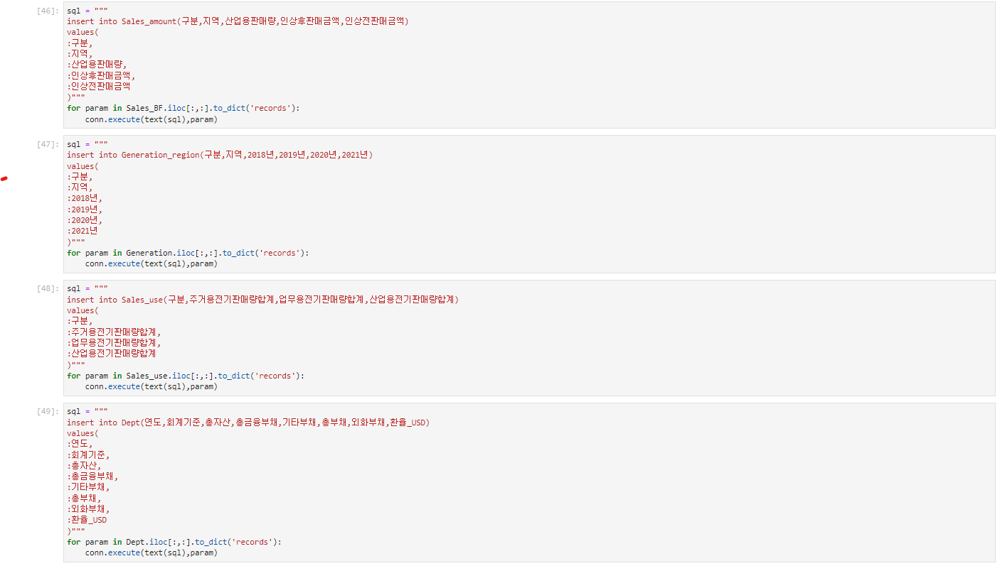 [46]: sql = """
insert into Sales_amount(구분,지역,산업용판매량,인상후판매금액,인상전판매금액)
values(
:구분,
:지역,
:산업용판매량,
:인상후판매금액,
:인상전판매금액
)"""
for param in Sales_BF.iloc[:,:].to_dict('records'):
    conn.execute(text(sql),param)
[47]: sql = """
insert into Generation_region(구분,지역,2018년,2019년,2020년,2021년)
values(
:구분,
:지역,
:2018년,
:2019년,
:2020년,
:2021년
)"""
for param in Generation.iloc[:,:].to_dict('records'):
    conn.execute(text(sql),param)
[48]: sql = """
insert into Sales_use(구분,주거용전기판매량합계,업무용전기판매량합계,산업용전기판매량합계)
values(
:구분,
:주거용전기판매량합계,
:업무용전기판매량합계,
:산업용전기판매량합계
)"""
for param in Sales_use.iloc[:,:].to_dict('records'):
    conn.execute(text(sql),param)
[49]: sql = """
insert into Dept(연도,회계기준,총자산,총금융부채,기타부채,총부채,외화부채,환율_USD)
values(
:연도,
:회계기준,
:총자산,
:총금융부채,
:기타부채,
:총부채,
:외화부채,
:환율_USD
)"""
for param in Dept.iloc[:,:].to_dict('records'):
    conn.execute(text(sql),param)